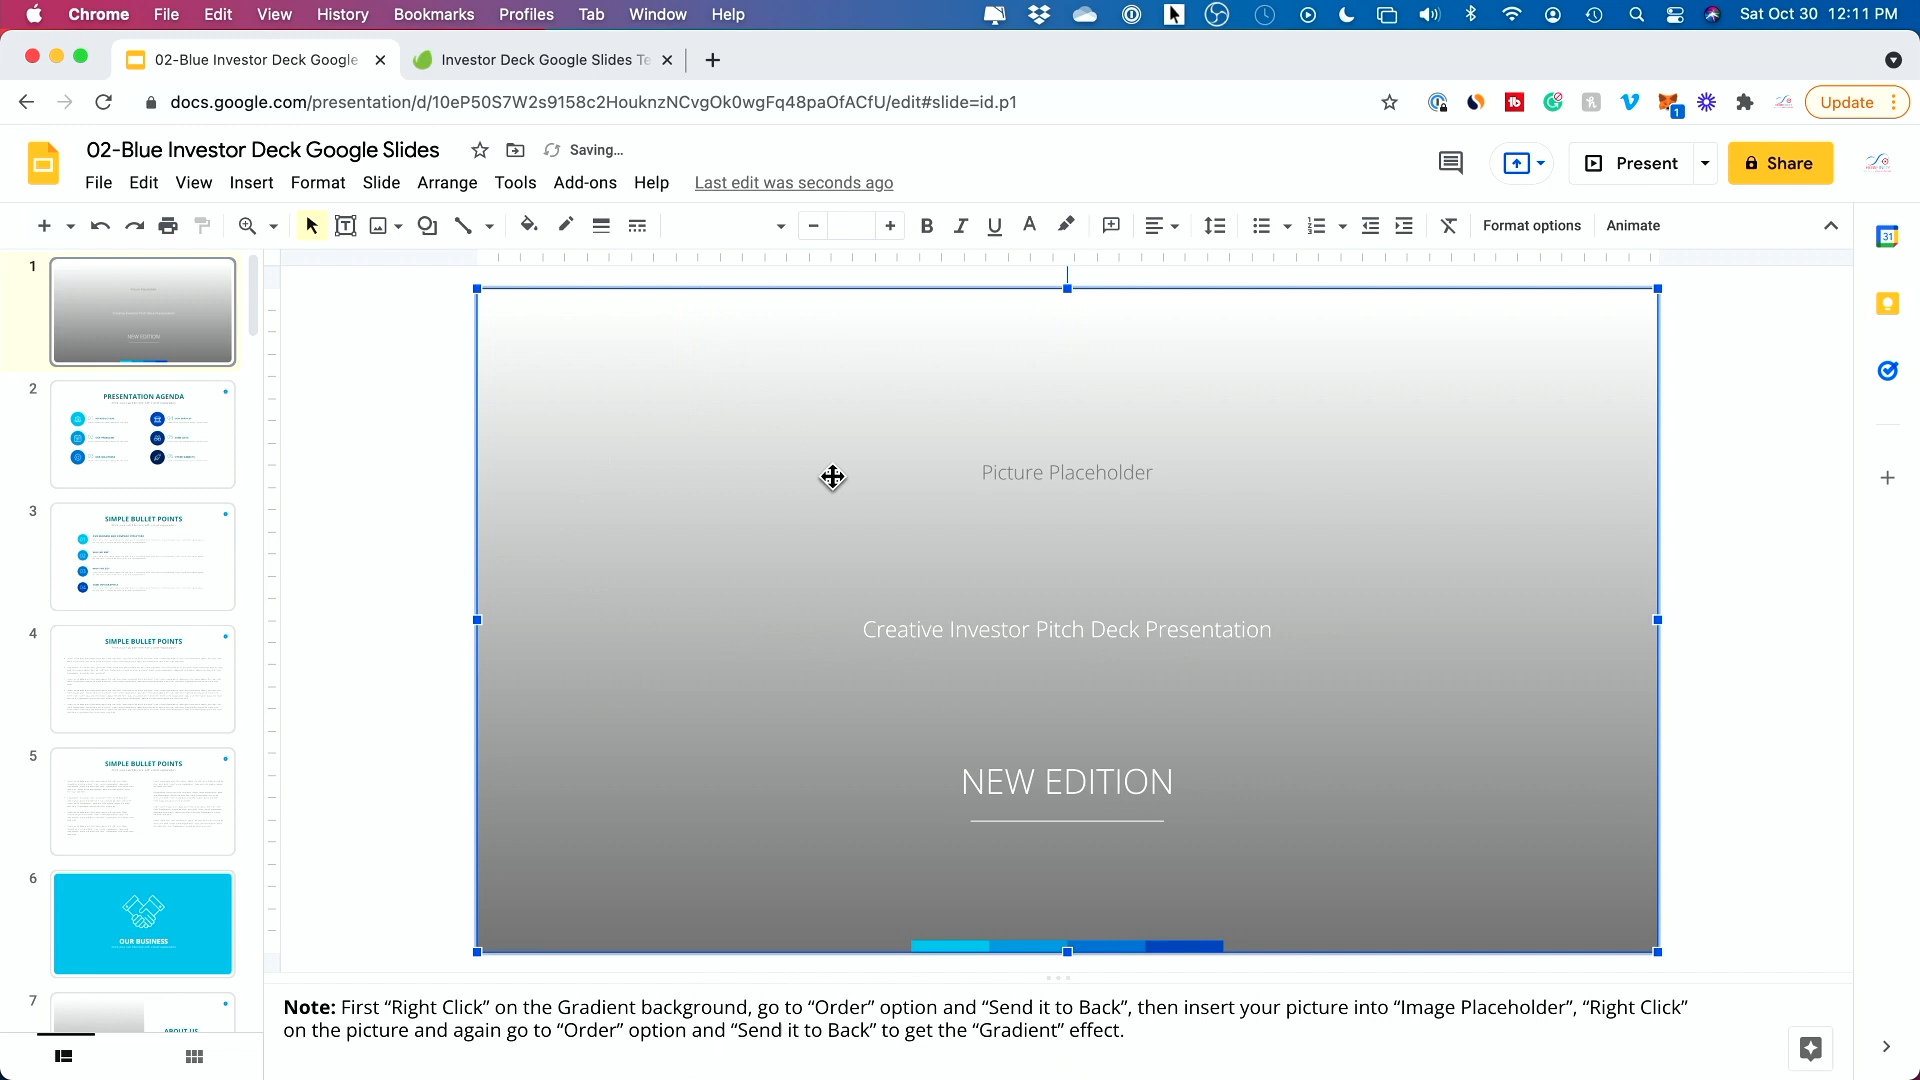 Chrome File Edit View History Bookmarks Profiles Tab Window Help Sat Oct 30 12:11 PM
02-Blue Investor Deck Google
Investor Deck Google Slides Te
docs.google.com/presentation/d/10eP50S7W2s9158c2HouknzNCvgOk0wgFq48paOfACfU/edit#slide=id.p1
1
Update
02-Blue Investor Deck Google Slides
Saving...
Present
Share
File Edit View Insert Format Slide Arrange Tools Add-ons Help Last edit was seconds ago
Format options Animate
31
1
NEW EDITION
2
PRESENTATION AGENDA
3
SIMPLE BULLET POINTS
4
SIMPLE BULLET POINTS
5
SIMPLE BULLET POINTS
6
OUR BUSINESS
7
ABOUT US
Picture Placeholder
Creative Investor Pitch Deck Presentation
NEW EDITION
Note: First “Right Click” on the Gradient background, go to “Order” option and “Send it to Back”, then insert your picture into “Image Placeholder”, “Right Click”
on the picture and again go to “Order” option and “Send it to Back” to get the “Gradient” effect.